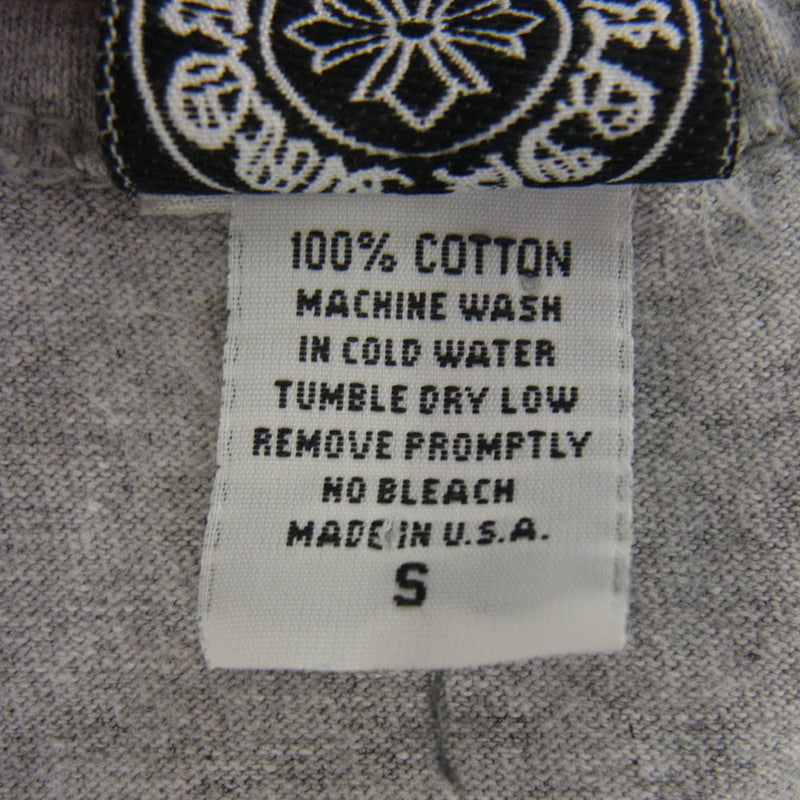 100% COTTON
MACHINE WASH
IN COLD WATER
TUMBLE DRY LOW
REMOVE PROMPTLY
NO BLEACH
MADE IN U.S.A.
S